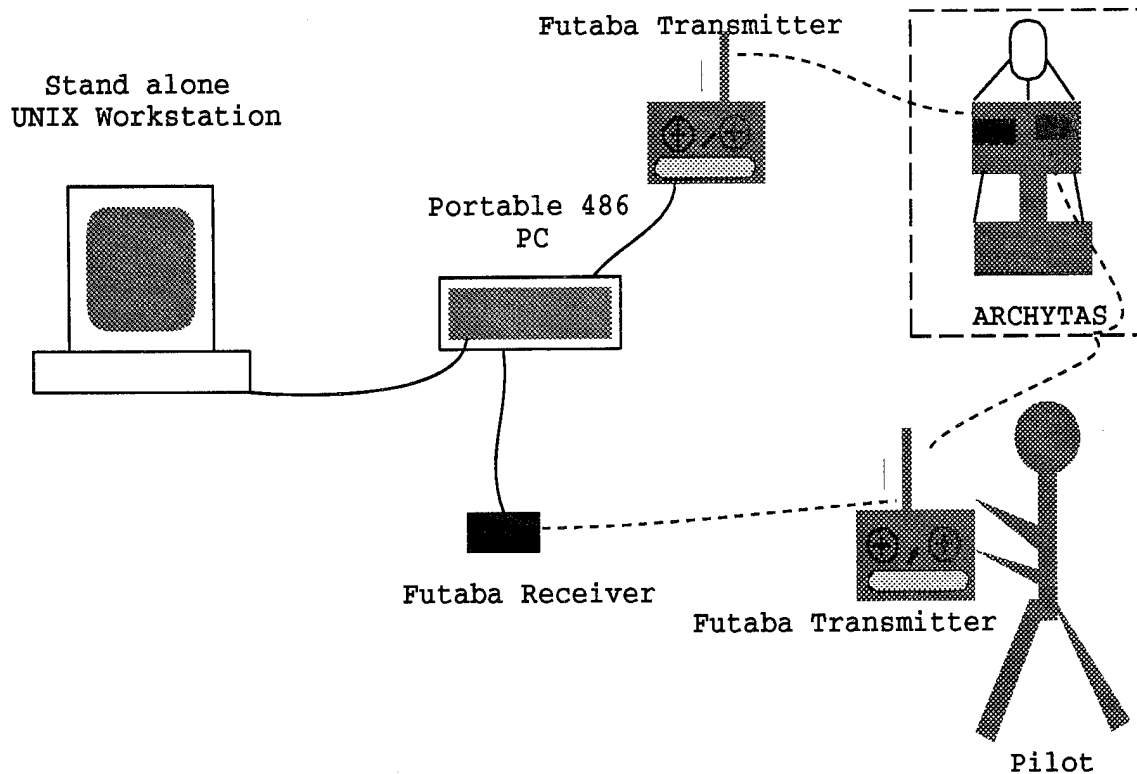 Futaba Transmitter
Stand alone
UNIX Workstation
Portable 486
PC
ARCHYTAS
Futaba Receiver
Futaba Transmitter
Pilot